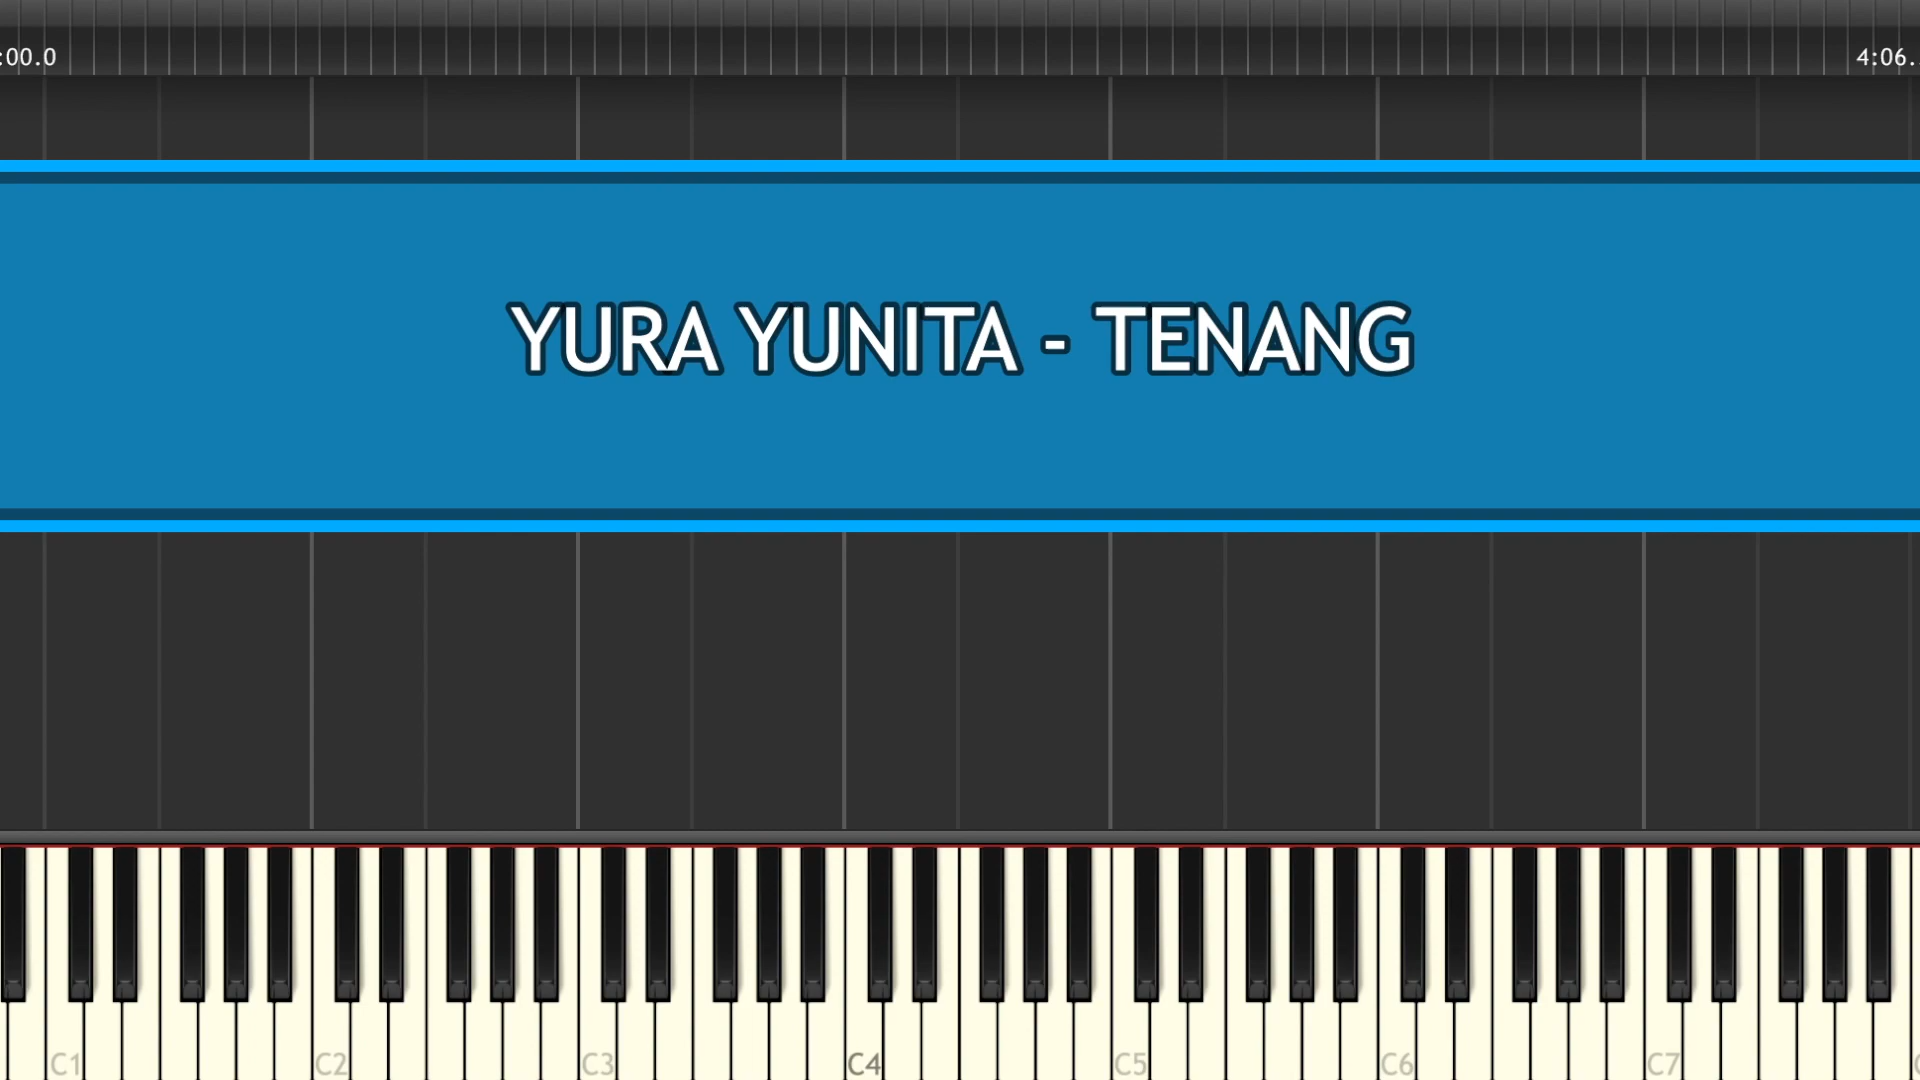 :00.0
4:06.
YURA YUNITA - TENANG
C1 C2 C3 C4 C5 C6 C7